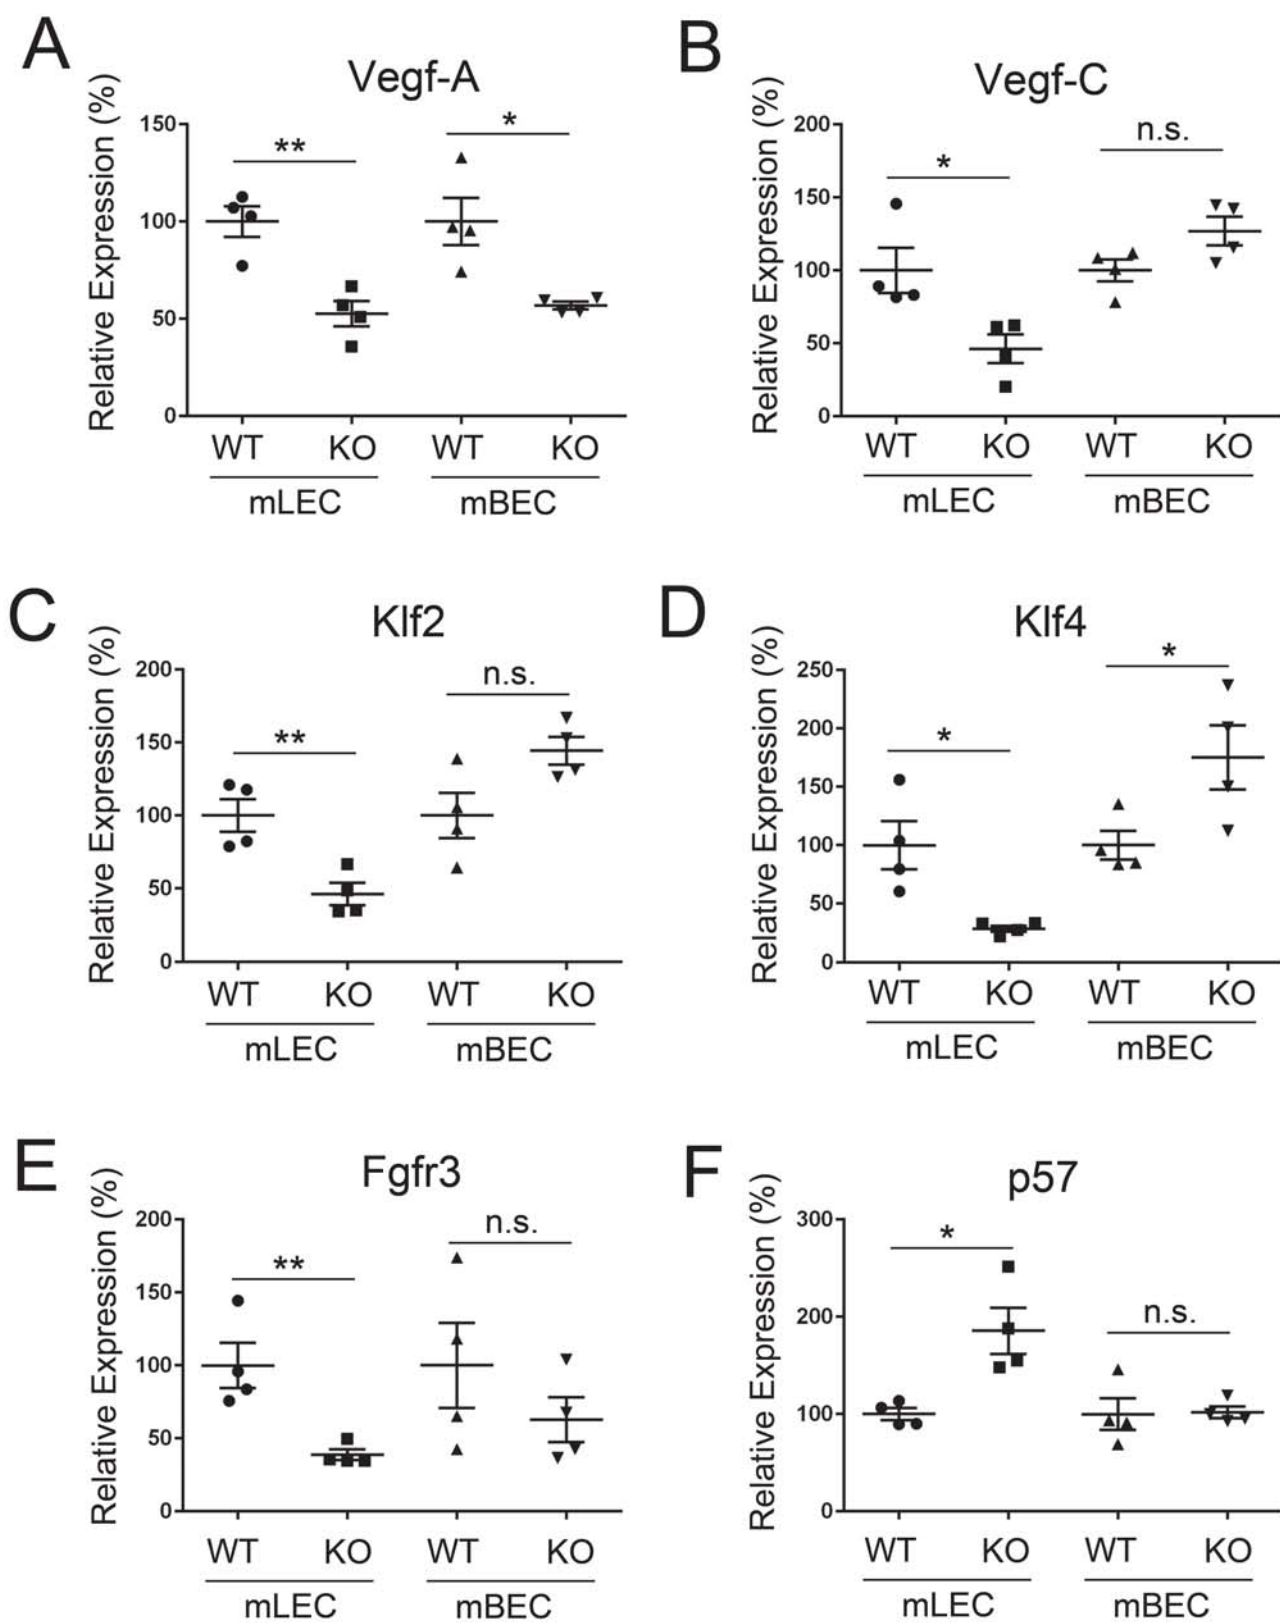 A
Vegf-A
Relative Expression (%)
150
100
50
0
**
*
WT KO WT KO
mLEC mBEC
B
Vegf-C
Relative Expression (%)
200
150
100
50
0
*
n.s.
WT KO WT KO
mLEC mBEC
C
Klf2
Relative Expression (%)
200
150
100
50
0
**
n.s.
WT KO WT KO
mLEC mBEC
D
Klf4
Relative Expression (%)
250
200
150
100
50
0
*
*
WT KO WT KO
mLEC mBEC
E
Fgfr3
Relative Expression (%)
200
150
100
50
0
**
n.s.
WT KO WT KO
mLEC mBEC
F
p57
Relative Expression (%)
300
200
100
0
*
n.s.
WT KO WT KO
mLEC mBEC